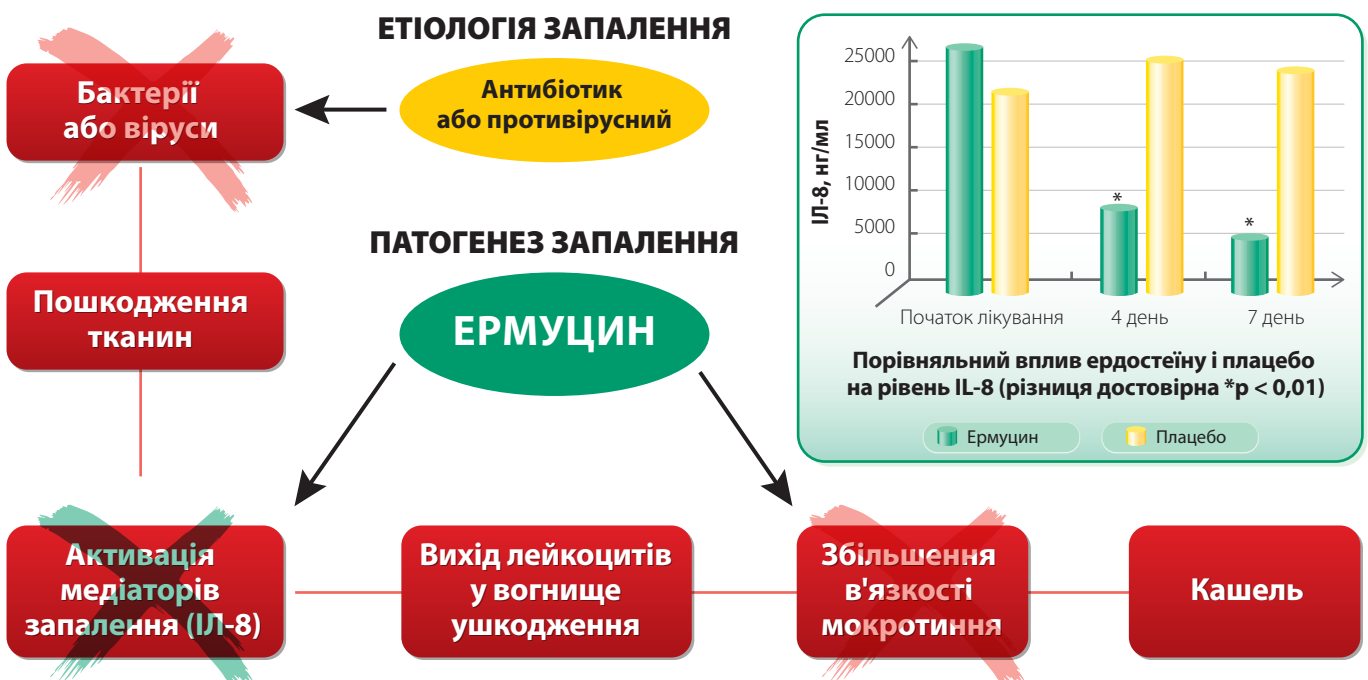 ЕТІОЛОГІЯ ЗАПАЛЕННЯ
Бактерії
або віруси
Антибіотик
або противірусний
ПАТОГЕНЕЗ ЗАПАЛЕННЯ
Пошкодження
тканин
ЕРМУЦИН
Активація
медіаторів
запалення (ІЛ-8)
Вихід лейкоцитів
у вогнище
ушкодження
Збільшення
в'язкості
мокротиння
Кашель
ІЛ-8, нг/мл
25000
20000
15000
10000
5000
0
*
*
Початок лікування
4 день
7 день
Порівняльний вплив ердостеїну і плацебо
на рівень IL-8 (різниця достовірна *p < 0,01)
Ермуцин
Плацебо